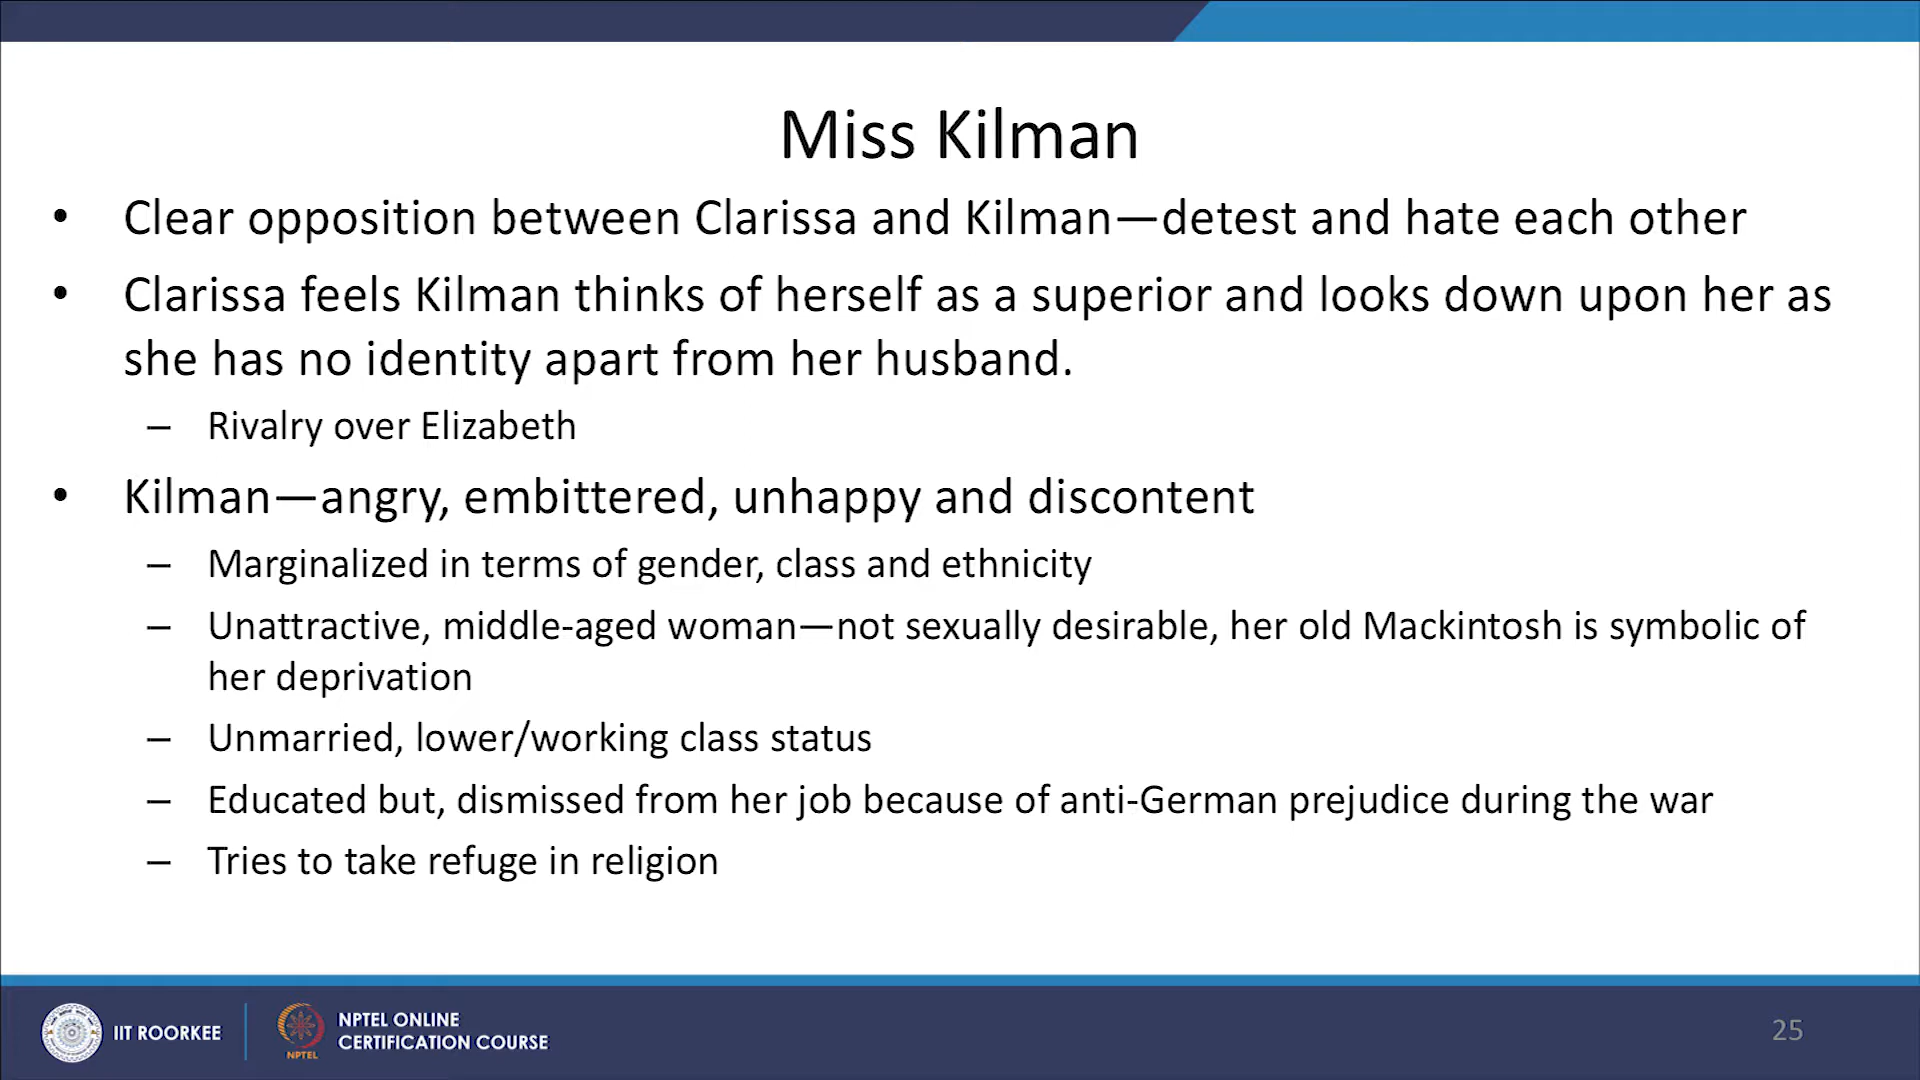 Miss Kilman
• Clear opposition between Clarissa and Kilman—detest and hate each other
• Clarissa feels Kilman thinks of herself as a superior and looks down upon her as
she has no identity apart from her husband.
– Rivalry over Elizabeth
• Kilman—angry, embittered, unhappy and discontent
– Marginalized in terms of gender, class and ethnicity
– Unattractive, middle-aged woman—not sexually desirable, her old Mackintosh is symbolic of
her deprivation
– Unmarried, lower/working class status
– Educated but, dismissed from her job because of anti-German prejudice during the war
– Tries to take refuge in religion
IIT ROORKEE
NPTEL
NPTEL ONLINE
CERTIFICATION COURSE
25